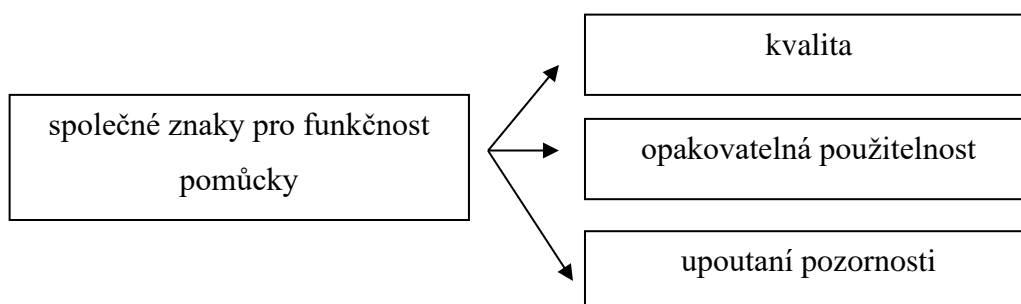 společné znaky pro funkčnost
pomůcky
kvalita
opakovatelná použitelnost
upoutaní pozornosti